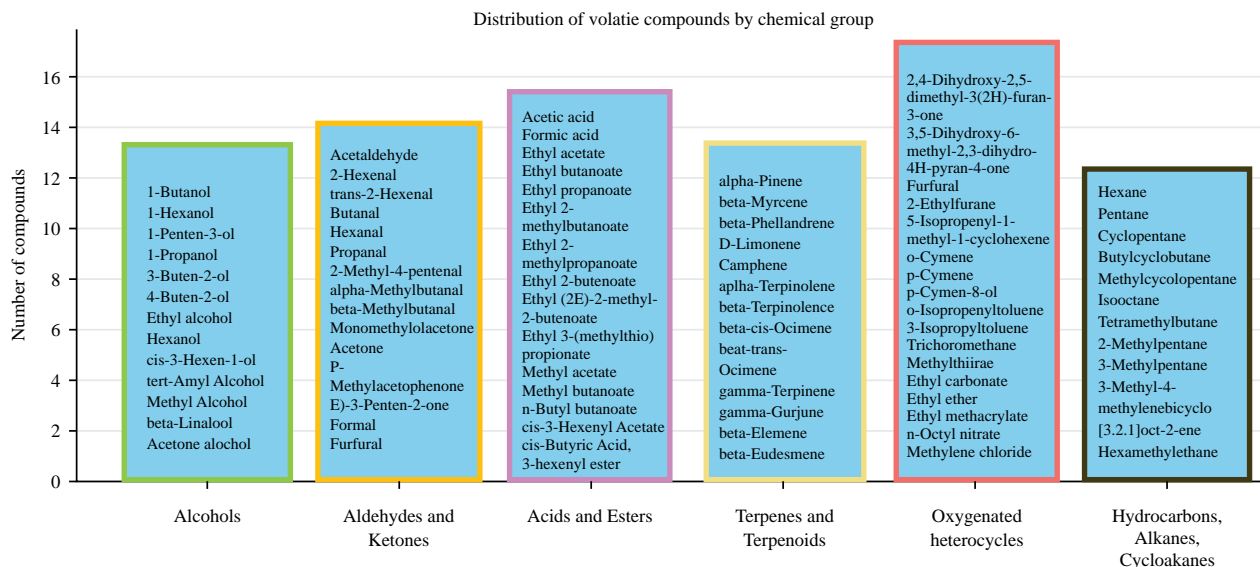 Distribution of volatie compounds by chemical group
Number of compounds
16
14
12
10
8
6
4
2
0
1-Butanol
1-Hexanol
1-Penten-3-ol
1-Propanol
3-Buten-2-ol
4-Buten-2-ol
Ethyl alcohol
Hexanol
cis-3-Hexen-1-ol
tert-Amyl Alcohol
Methyl Alcohol
beta-Linalool
Acetone alochol
Acetaldehyde
2-Hexenal
trans-2-Hexenal
Butanal
Hexanal
Propanal
2-Methyl-4-pentenal
alpha-Methylbutanal
beta-Methylbutanal
Monomethylolacetone
Acetone
P-
Methylacetophenone
E)-3-Penten-2-one
Formal
Furfural
Acetic acid
Formic acid
Ethyl acetate
Ethyl butanoate
Ethyl propanoate
Ethyl 2-
methylbutanoate
Ethyl 2-
methylpropanoate
Ethyl 2-butenoate
Ethyl (2E)-2-methyl-
2-butenoate
Ethyl 3-(methylthio)
propionate
Methyl acetate
Methyl butanoate
n-Butyl butanoate
cis-3-Hexenyl Acetate
cis-Butyric Acid,
3-hexenyl ester
alpha-Pinene
beta-Myrcene
beta-Phellandrene
D-Limonene
Camphene
aplha-Terpinolene
beta-Terpinolence
beta-cis-Ocimene
beat-trans-
Ocimene
gamma-Terpinene
gamma-Gurjune
beta-Elemene
beta-Eudesmene
2,4-Dihydroxy-2,5-
dimethyl-3(2H)-furan-
3-one
3,5-Dihydroxy-6-
methyl-2,3-dihydro-
4H-pyran-4-one
Furfural
2-Ethylfurane
5-Isopropenyl-1-
methyl-1-cyclohexene
o-Cymene
p-Cymene
p-Cymen-8-ol
o-Isopropenyltoluene
3-Isopropyltoluene
Trichoromethane
Methylthiirae
Ethyl carbonate
Ethyl ether
Ethyl methacrylate
n-Octyl nitrate
Methylene chloride
Hexane
Pentane
Cyclopentane
Butylcyclobutane
Methylcycolopentane
Isooctane
Tetramethylbutane
2-Methylpentane
3-Methylpentane
3-Methyl-4-
methylenebicyclo
[3.2.1]oct-2-ene
Hexamethylethane
Alcohols
Aldehydes and
Ketones
Acids and Esters
Terpenes and
Terpenoids
Oxygenated
heterocycles
Hydrocarbons,
Alkanes,
Cycloakanes